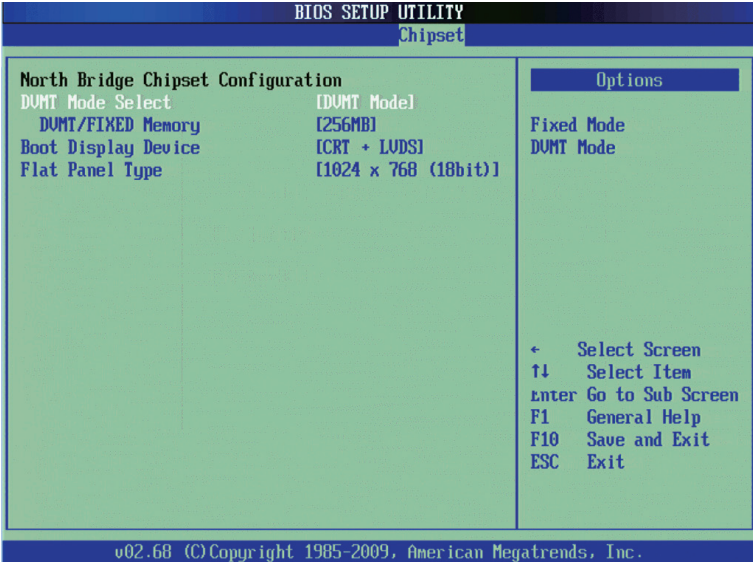 BIOS SETUP UTILITY
Chipset
North Bridge Chipset Configuration
DVMT Mode Select [DVMT Mode]
DVMT/FIXED Memory [256MB]
Boot Display Device [CRT + LVDS]
Flat Panel Type [1024 x 768 (18bit)]
Options
Fixed Mode
DVMT Mode
← Select Screen
↑↓ Select Item
Enter Go to Sub Screen
F1 General Help
F10 Save and Exit
ESC Exit
v02.68 (C)Copyright 1985-2009, American Megatrends, Inc.